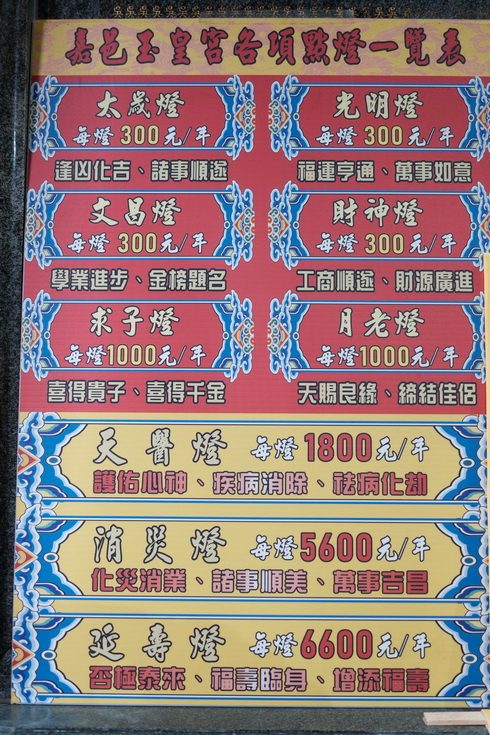 嘉邑玉皇宮各項點燈一覽表
太歲燈
每燈300元/年
逢凶化吉、諸事順遂
光明燈
每燈300元/年
福運亨通、萬事如意
文昌燈
每燈300元/年
學業進步、金榜題名
財神燈
每燈300元/年
工商順遂、財源廣進
求子燈
每燈1000元/年
喜得貴子、喜得千金
月老燈
每燈1000元/年
天賜良緣、締結佳侶
天醫燈 每燈1800元/年
護佑心神、疾病消除、祛病化劫
消災燈 每燈5600元/年
化災消業、諸事順美、萬事吉昌
延壽燈 每燈6600元/年
否極泰來、福壽臨身、增添福壽